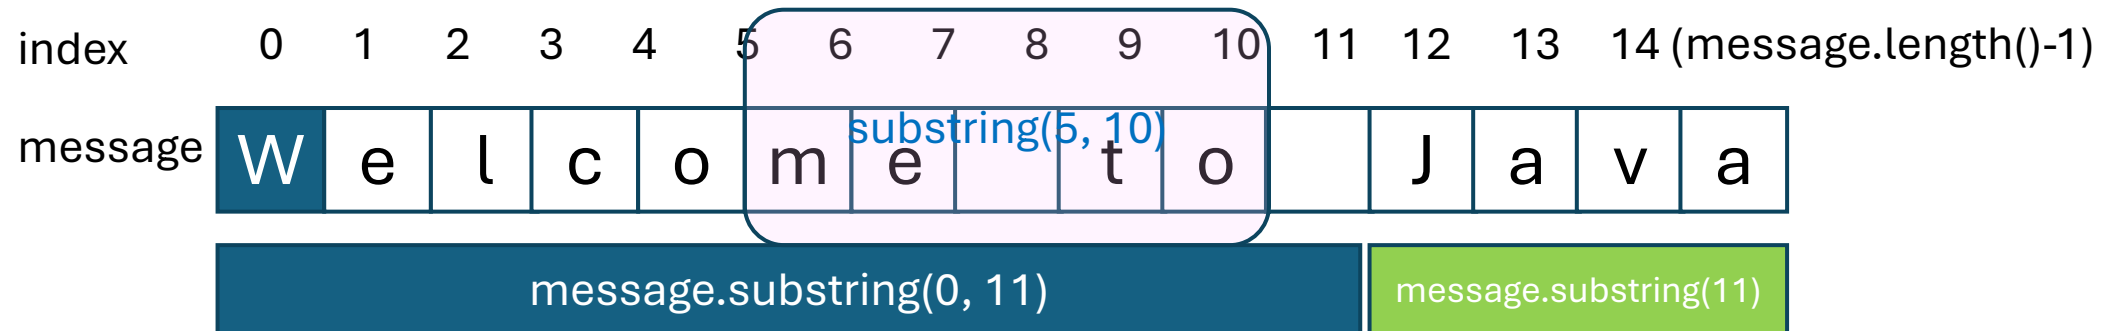 index 0 1 2 3 4 5 6 7 8 9 10 11 12 13 14 (message.length()-1)
substring(5, 10)
message W e l c o m e t o J a v a
message.substring(0, 11) message.substring(11)